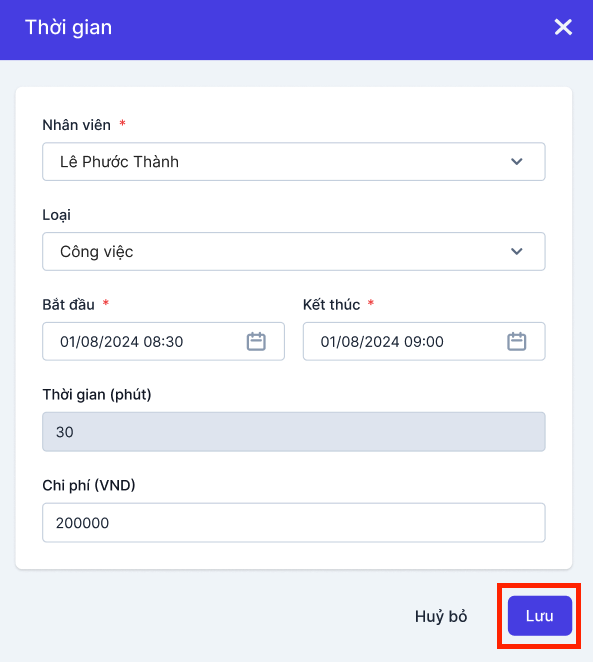 Thời gian
Nhân viên *
Lê Phước Thành
Loại
Công việc
Bắt đầu * Kết thúc *
01/08/2024 08:30 01/08/2024 09:00
Thời gian (phút)
30
Chi phí (VND)
200000
Huỷ bỏ Lưu